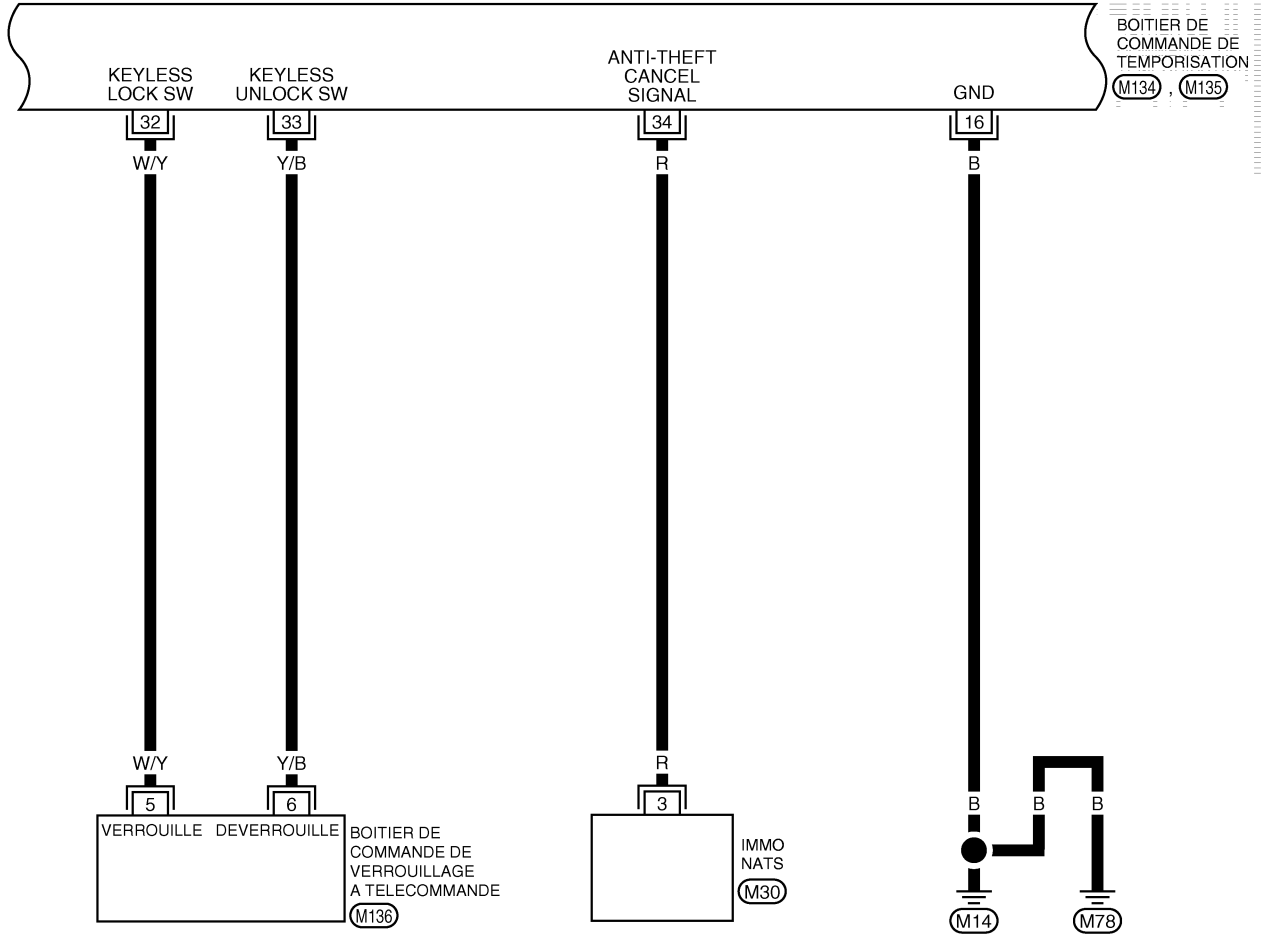 BOITIER DE
COMMANDE DE
TEMPORISATION
M134 , M135
KEYLESS
LOCK SW
KEYLESS
UNLOCK SW
ANTI-THEFT
CANCEL
SIGNAL
GND
32 33 34 16
W/Y Y/B R B
W/Y Y/B R
B B B
5 6 3
VERROUILLE DEVERROUILLE
BOITIER DE
COMMANDE DE
VERROUILLAGE
A TELECOMMANDE
M136
IMMO
NATS
M30
M14 M78